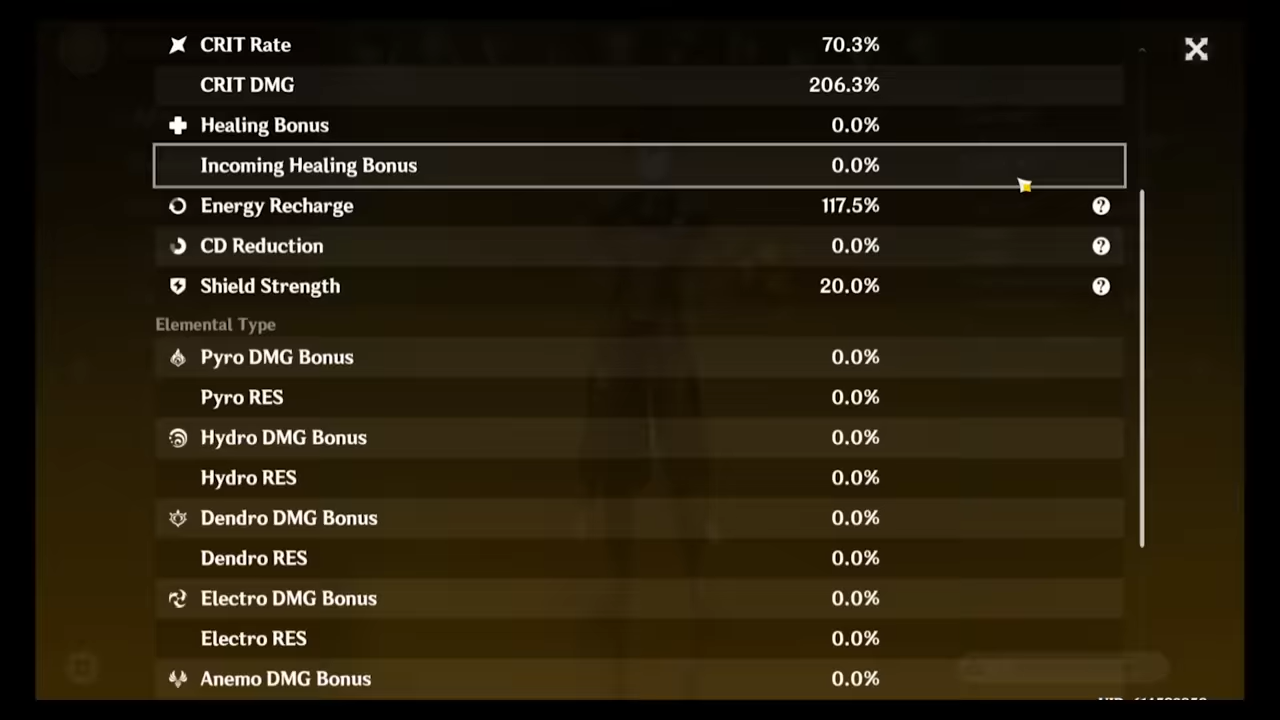 CRIT Rate 70.3%
CRIT DMG 206.3%
Healing Bonus 0.0%
Incoming Healing Bonus 0.0%
Energy Recharge 117.5%
CD Reduction 0.0%
Shield Strength 20.0%
Elemental Type
Pyro DMG Bonus 0.0%
Pyro RES 0.0%
Hydro DMG Bonus 0.0%
Hydro RES 0.0%
Dendro DMG Bonus 0.0%
Dendro RES 0.0%
Electro DMG Bonus 0.0%
Electro RES 0.0%
Anemo DMG Bonus 0.0%